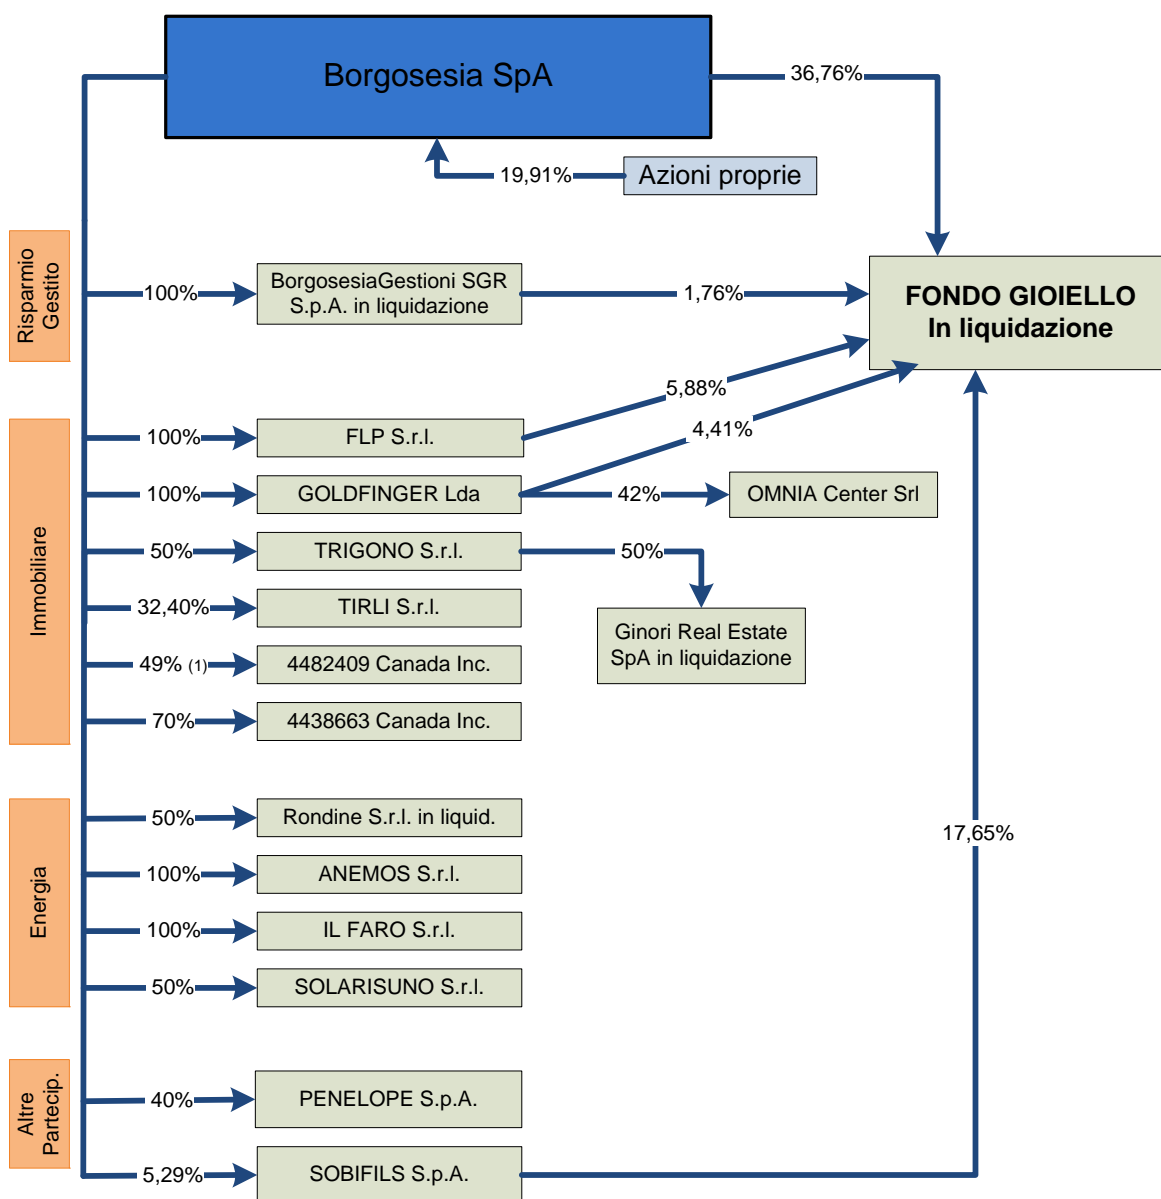 Borgosesia SpA
36,76%
19,91%
Azioni proprie
Risparmio
Gestito
100%
BorgosesiaGestioni SGR
S.p.A. in liquidazione
1,76%
FONDO GIOIELLO
In liquidazione
5,88%
4,41%
Immobiliare
100%
FLP S.r.l.
100%
GOLDFINGER Lda
42%
OMNIA Center Srl
50%
TRIGONO S.r.l.
50%
32,40%
TIRLI S.r.l.
Ginori Real Estate
SpA in liquidazione
49% (1)
4482409 Canada Inc.
70%
4438663 Canada Inc.
Energia
50%
Rondine S.r.l. in liquid.
17,65%
100%
ANEMOS S.r.l.
100%
IL FARO S.r.l.
50%
SOLARISUNO S.r.l.
Altre
Partecip.
40%
PENELOPE S.p.A.
5,29%
SOBIFILS S.p.A.